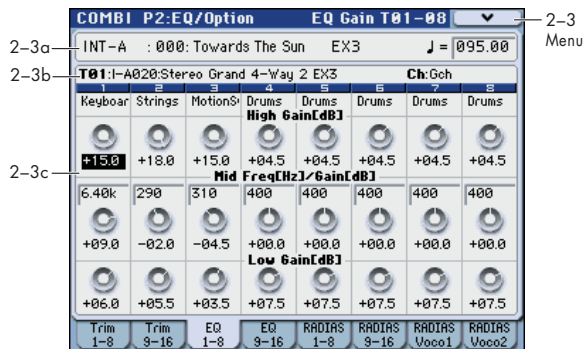 COMBI P2:EQ/Option EQ Gain T01-08
2–3
Menu
2–3a
INT-A :000: Towards The Sun EX3 ♩= 095.00
2–3b
T01:I-A020:Stereo Grand 4-Way 2 EX3 Ch:Gch
1 2 3 4 5 6 7 8
Keyboar Strings MotionS Drums Drums Drums Drums Drums
High Gain[dB]
+15.0 +18.0 +15.0 +04.5 +04.5 +04.5 +04.5 +04.5
2–3c
Mid Freq[Hz]/Gain[dB]
6.40k 290 310 400 400 400 400 400
+09.0 -02.0 -04.5 +00.0 +00.0 +00.0 +00.0 +00.0
Low Gain[dB]
+06.0 +05.5 +03.5 +07.5 +07.5 +07.5 +07.5 +07.5
Trim 1-8 Trim 9-16 EQ 1-8 EQ 9-16 RADIAS 1-8 RADIAS 9-16 RADIAS Voco1 RADIAS Voco2